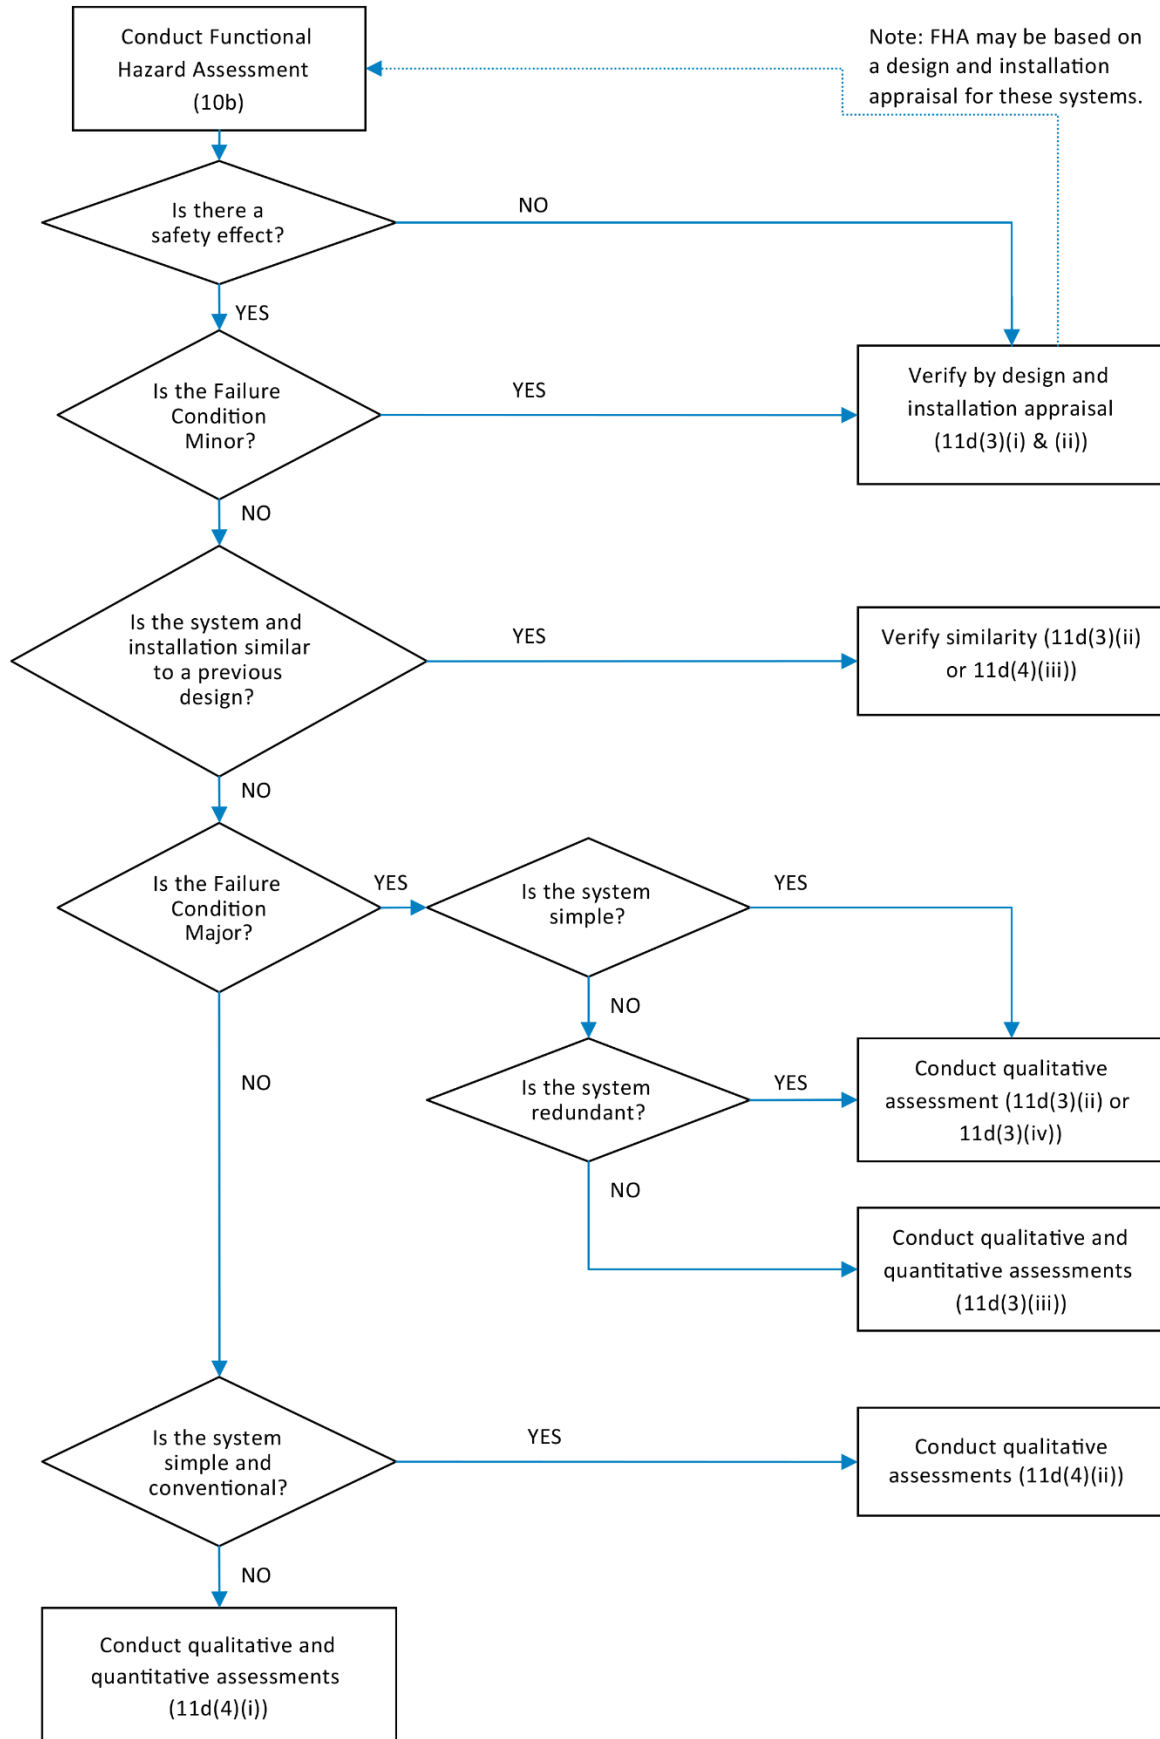 Conduct Functional
Hazard Assessment
(10b)
Note: FHA may be based on
a design and installation
appraisal for these systems.
Is there a
safety effect?
NO
YES
Is the Failure
Condition
Minor?
YES
Verify by design and
installation appraisal
(11d(3)(i) & (ii))
NO
Is the system and
installation similar
to a previous
design?
YES
Verify similarity (11d(3)(ii)
or 11d(4)(iii))
NO
Is the Failure
Condition
Major?
YES
Is the system
simple?
YES
NO
NO
Is the system
redundant?
YES
Conduct qualitative
assessment (11d(3)(ii) or
11d(3)(iv))
NO
Conduct qualitative and
quantitative assessments
(11d(3)(iii))
Is the system
simple and
conventional?
YES
Conduct qualitative
assessments (11d(4)(ii))
NO
Conduct qualitative and
quantitative assessments
(11d(4)(i))